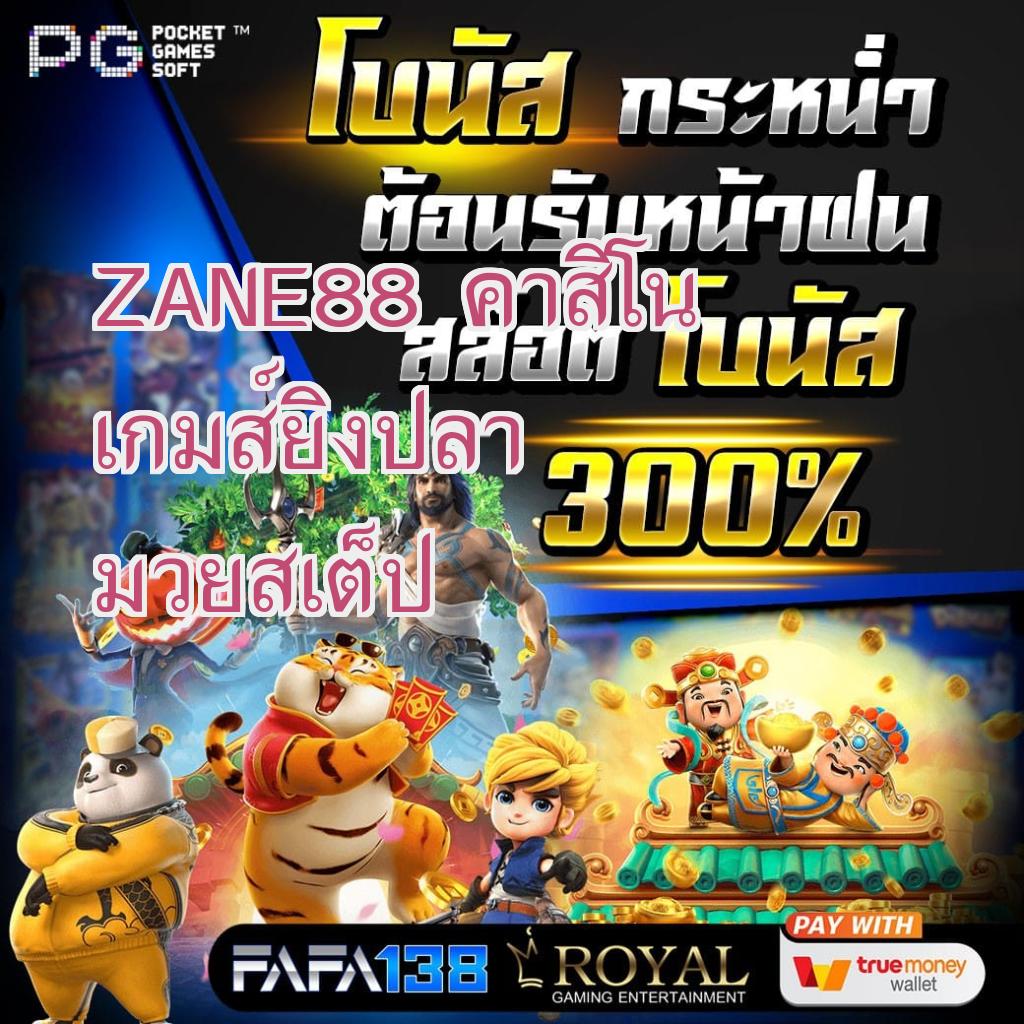 PG POCKET GAMES SOFT ™
โบนัส กระหน่ำ
ต้อนรับหน้าฝน
ZANE88 คาสิโน
สล็อต โบนัส
เกมส์ยิงปลา
300%
มวยสเต็ป
FAFA138
ROYAL
GAMING ENTERTAINMENT
PAY WITH
truemoney
wallet